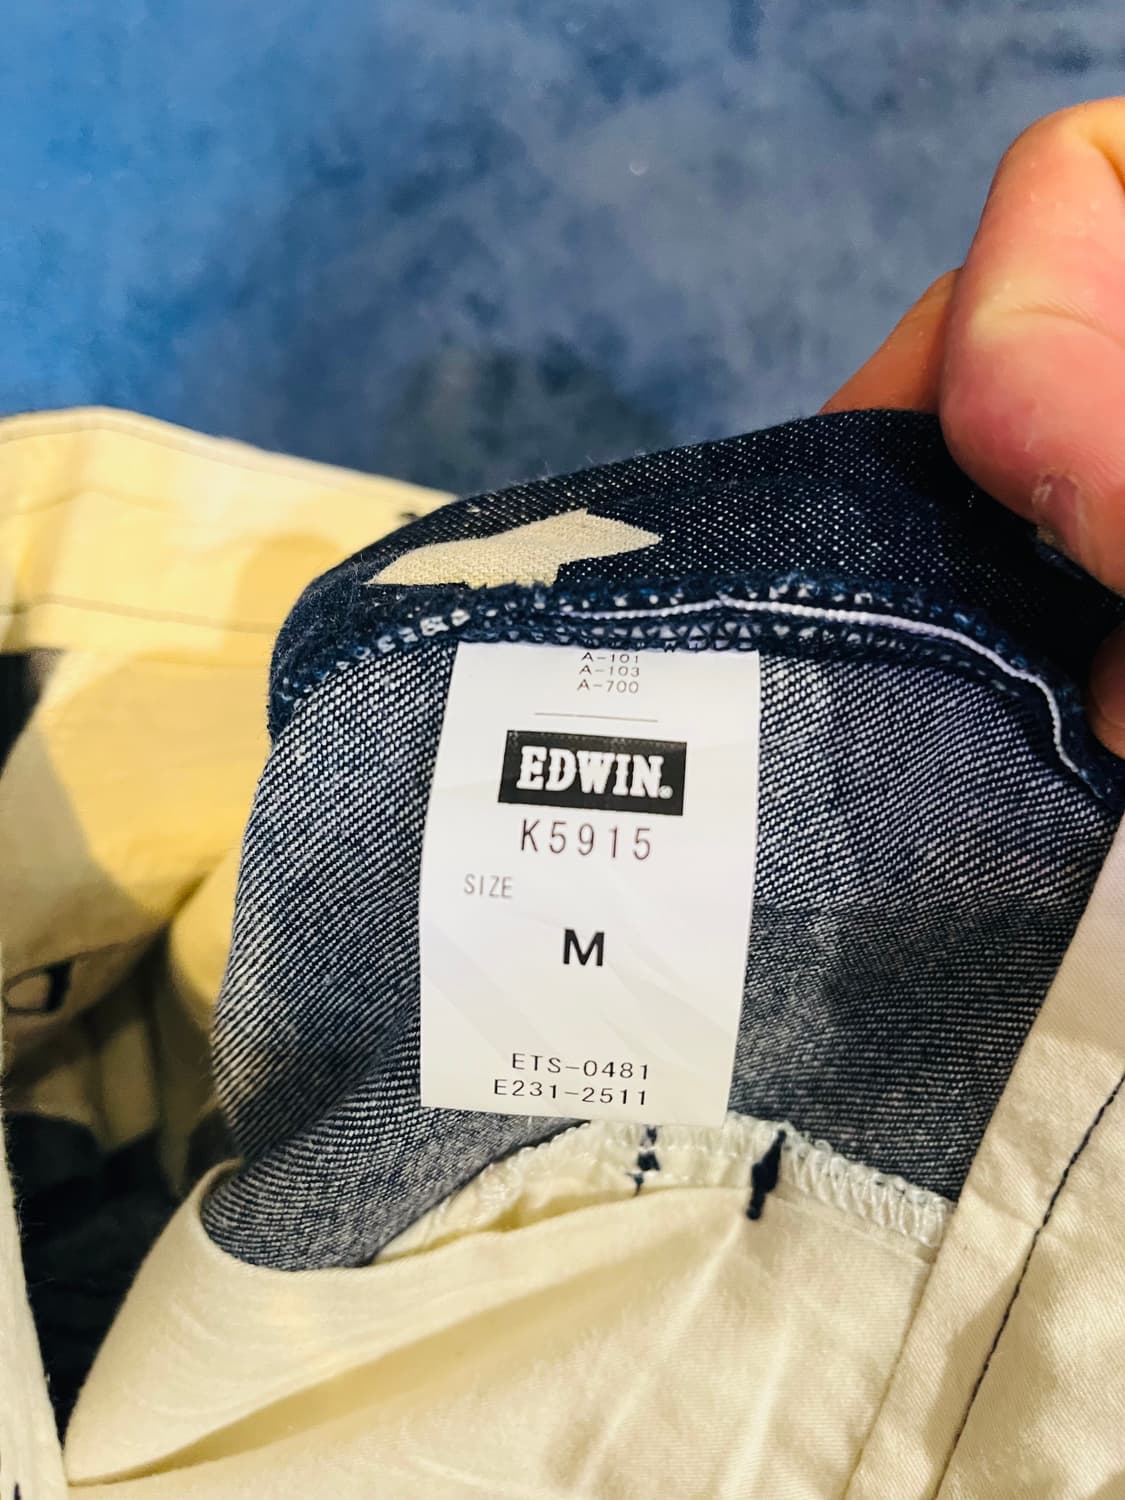 A-101
A-103
A-700
EDWIN®
K5915
SIZE
M
ETS-0481
E231-2511